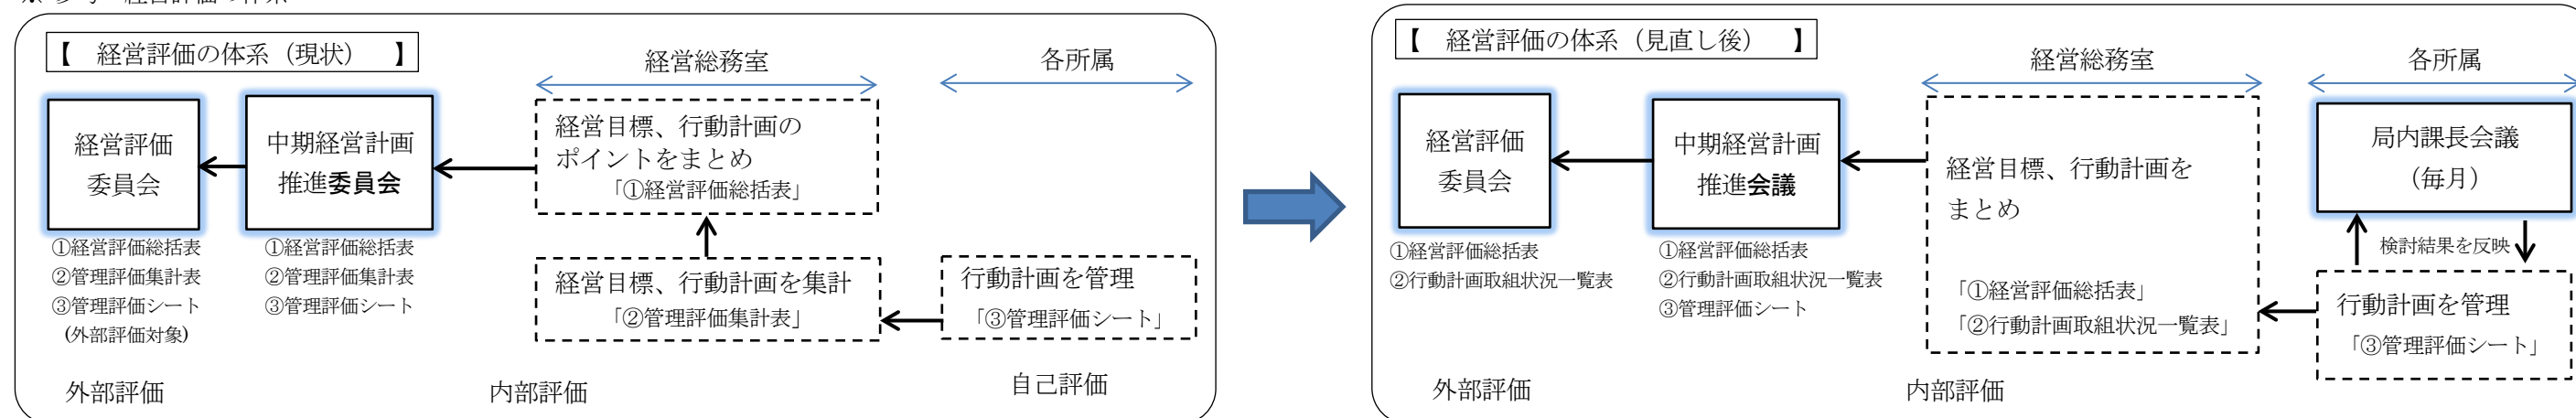 【 経営評価の体系（現状） 】
経営総務室
各所属
経営評価
委員会
中期経営計画
推進委員会
経営目標、行動計画の
ポイントをまとめ
「①経営評価総括表」
①経営評価総括表
②管理評価集計表
③管理評価シート
(外部評価対象)
①経営評価総括表
②管理評価集計表
③管理評価シート
経営目標、行動計画を集計
「②管理評価集計表」
行動計画を管理
「③管理評価シート」
外部評価
内部評価
自己評価
【 経営評価の体系（見直し後） 】
経営総務室
各所属
経営評価
委員会
中期経営計画
推進会議
経営目標、行動計画を
まとめ
「①経営評価総括表」
「②行動計画取組状況一覧表」
局内課長会議
（毎月）
検討結果を反映
①経営評価総括表
②行動計画取組状況一覧表
①経営評価総括表
②行動計画取組状況一覧表
③管理評価シート
行動計画を管理
「③管理評価シート」
外部評価
内部評価